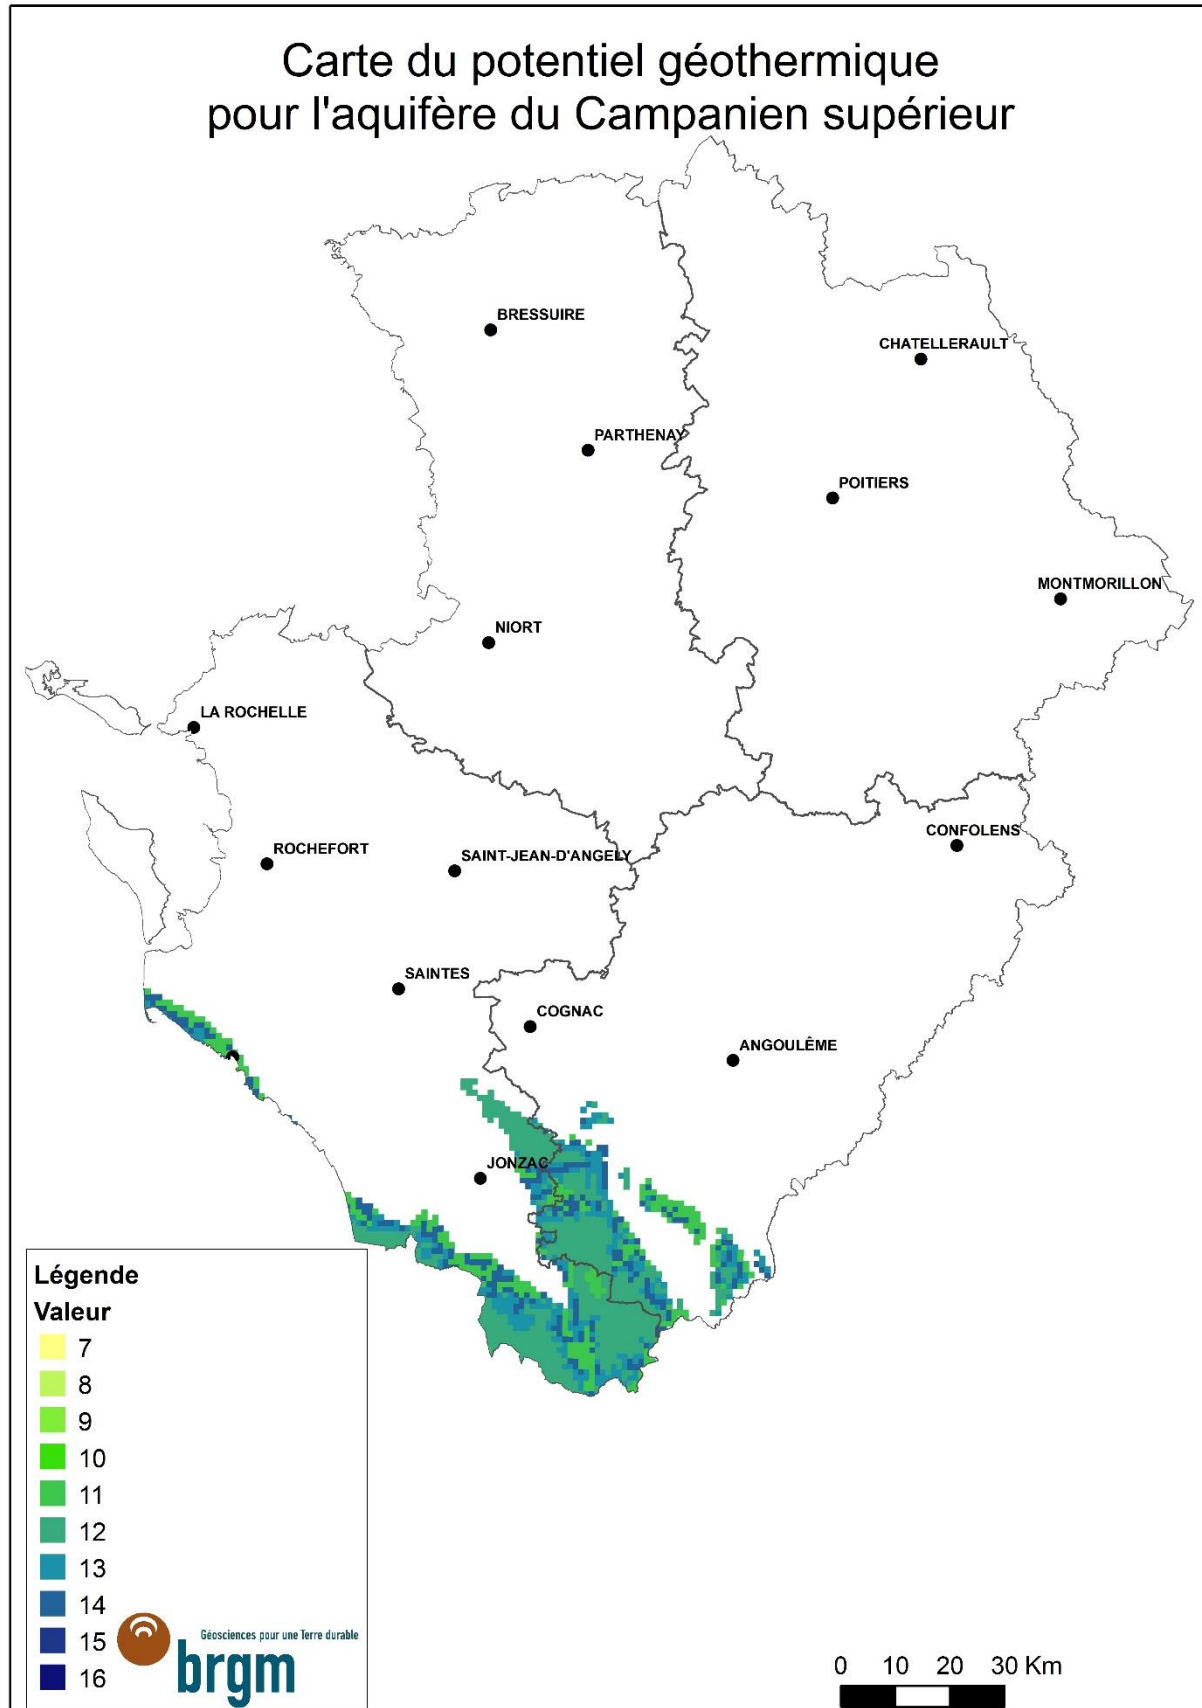 Carte du potentiel géothermique
pour l'aquifère du Campanien supérieur
BRESSUIRE
CHATELLERAULT
PARTHENAY
POITIERS
MONTMORILLON
NIORT
LA ROCHELLE
CONFOLENS
ROCHEFORT
SAINT-JEAN-D'ANGELY
SAINTES
COGNAC
ANGOULÊME
JONZAC
Légende
Valeur
7
8
9
10
11
12
13
14
15
16
Géosciences pour une Terre durable
brgm
0 10 20 30 Km